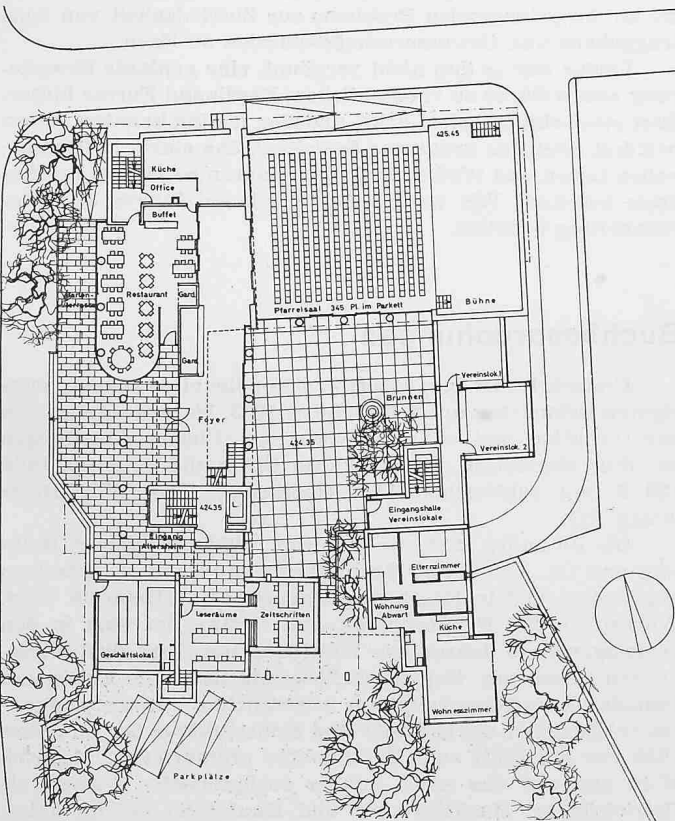 425.45
Küche
Office
Buffet
Garten-
terrasse
Restaurant
Gard.
Pfarreisaal 345 Pl. im Parkett
Bühne
Gard.
Vereinslok.1
Brunnen
Foyer
424.35
Vereinslok. 2
424.35
L.
Eingangshalle
Vereinslokale
Eingang
Altersheim
Elternzimmer
Leseräume
Zeitschriften
Wohnung
Abwart
Küche
Geschäftslokal
Wohnesszimmer
Parkplätze